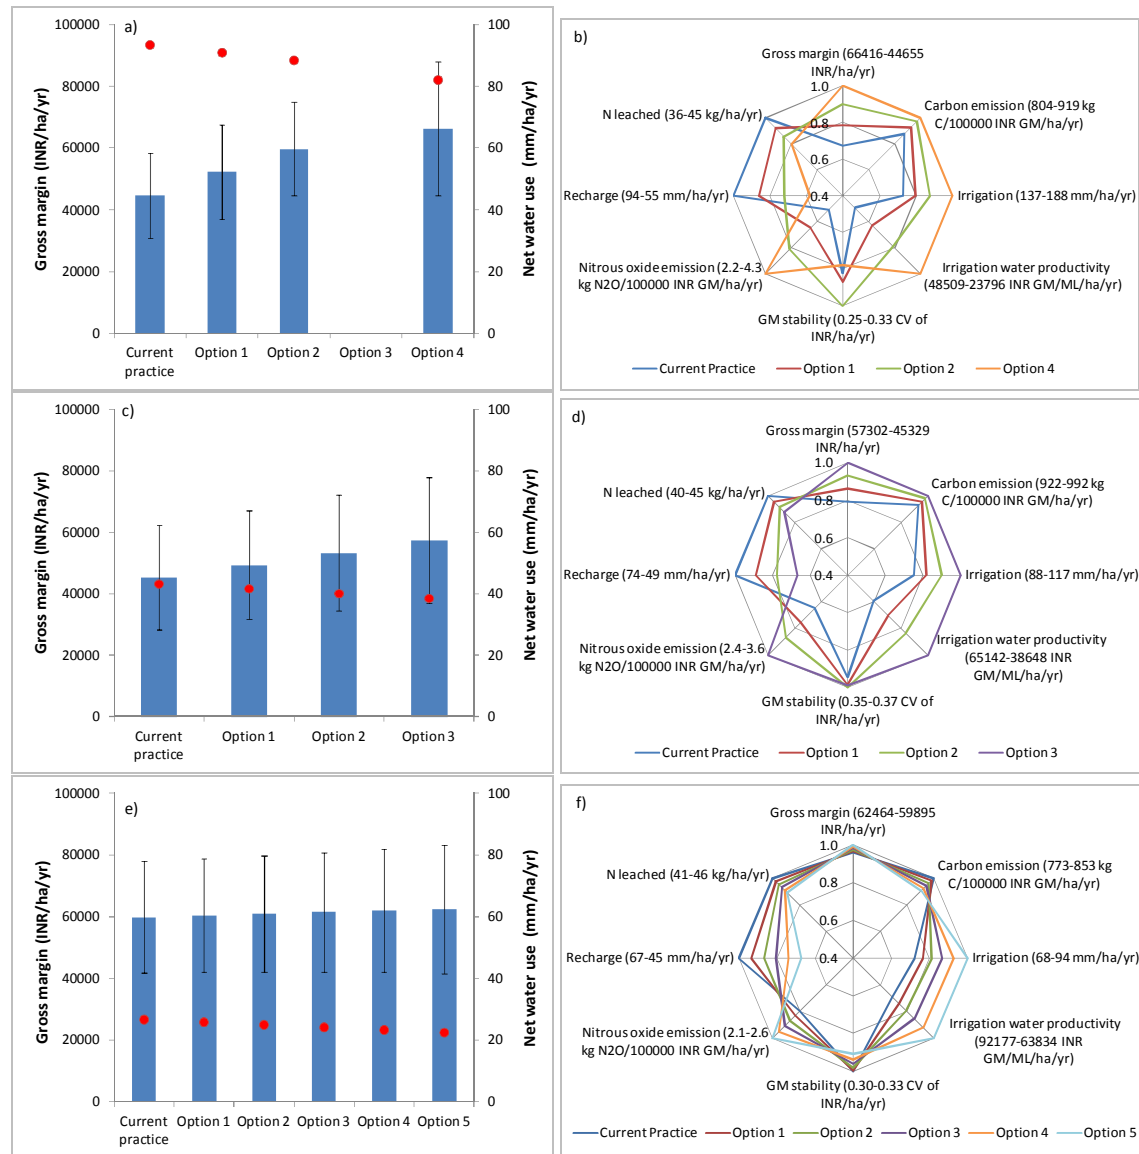 a)
Gross margin (INR/ha/yr)
100000
80000
60000
40000
20000
0
Current
practice
Option 1
Option 2
Option 3
Option 4
100
80
60
40
20
0
Net water use (mm/ha/yr)
b)
Gross margin (66416-44655
INR/ha/yr)
Carbon emission (804-919 kg
C/100000 INR GM/ha/yr)
Irrigation (137-188 mm/ha/yr)
Irrigation water productivity
(48509-23796 INR GM/ML/ha/yr)
GM stability (0.25-0.33 CV of
INR/ha/yr)
Nitrous oxide emission (2.2-4.3
kg N2O/100000 INR GM/ha/yr)
Recharge (94-55 mm/ha/yr)
N leached (36-45 kg/ha/yr)
1.0
0.8
0.6
0.4
Current Practice
Option 1
Option 2
Option 4
c)
Gross margin (INR/ha/yr)
100000
80000
60000
40000
20000
0
Current
practice
Option 1
Option 2
Option 3
100
80
60
40
20
0
Net water use (mm/ha/yr)
d)
Gross margin (57302-45329
INR/ha/yr)
Carbon emission (922-992 kg
C/100000 INR GM/ha/yr)
Irrigation (88-117 mm/ha/yr)
Irrigation water productivity
(65142-38648 INR
GM/ML/ha/yr)
GM stability (0.35-0.37 CV of
INR/ha/yr)
Nitrous oxide emission (2.4-3.6
kg N2O/100000 INR GM/ha/yr)
Recharge (74-49 mm/ha/yr)
N leached (40-45 kg/ha/yr)
1.0
0.8
0.6
0.4
Current Practice
Option 1
Option 2
Option 3
e)
Gross margin (INR/ha/yr)
100000
80000
60000
40000
20000
0
Current
practice
Option 1
Option 2
Option 3
Option 4
Option 5
100
80
60
40
20
0
Net water use (mm/ha/yr)
f)
Gross margin (62464-59895
INR/ha/yr)
Carbon emission (773-853 kg
C/100000 INR GM/ha/yr)
Irrigation (68-94 mm/ha/yr)
Irrigation water productivity
(92177-63834 INR
GM/ML/ha/yr)
GM stability (0.30-0.33 CV of
INR/ha/yr)
Nitrous oxide emission (2.1-2.6
kg N2O/100000 INR GM/ha/yr)
Recharge (67-45 mm/ha/yr)
N leached (41-46 kg/ha/yr)
1.0
0.8
0.6
0.4
Current Practice
Option 1
Option 2
Option 3
Option 4
Option 5